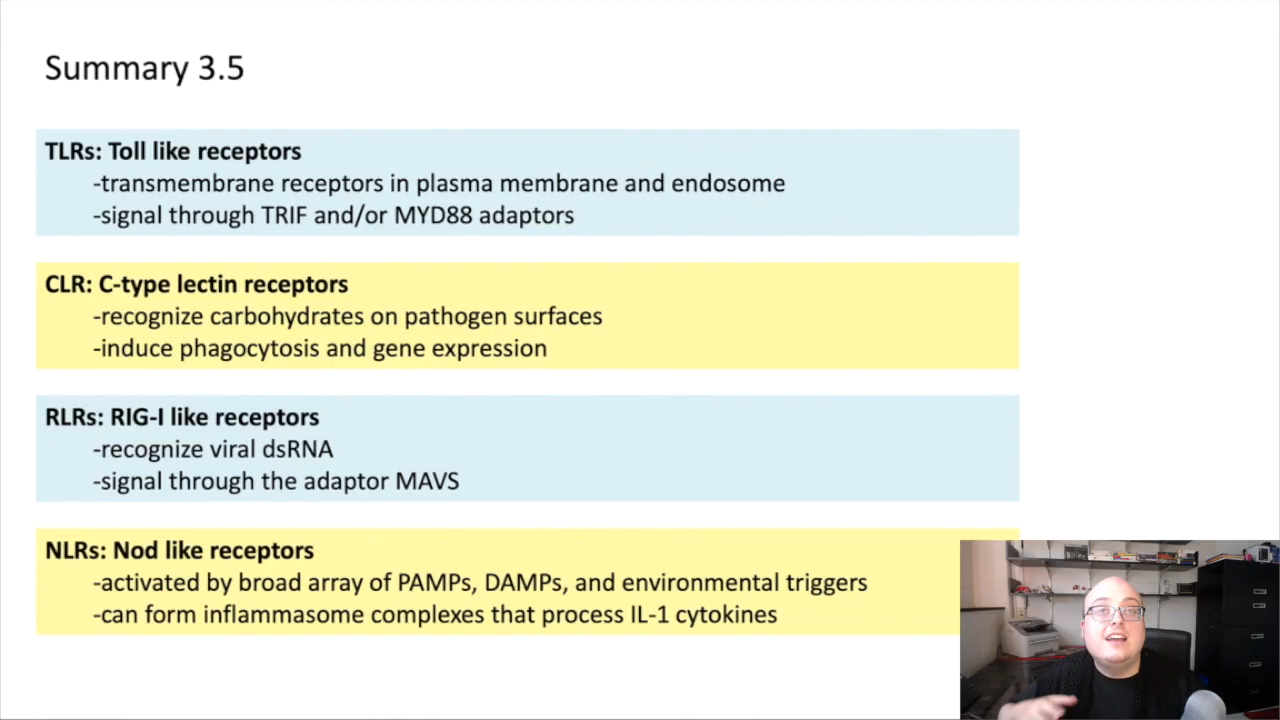 Summary 3.5
TLRs: Toll like receptors
-transmembrane receptors in plasma membrane and endosome
-signal through TRIF and/or MYD88 adaptors
CLR: C-type lectin receptors
-recognize carbohydrates on pathogen surfaces
-induce phagocytosis and gene expression
RLRs: RIG-I like receptors
-recognize viral dsRNA
-signal through the adaptor MAVS
NLRs: Nod like receptors
-activated by broad array of PAMPs, DAMPs, and environmental triggers
-can form inflammasome complexes that process IL-1 cytokines